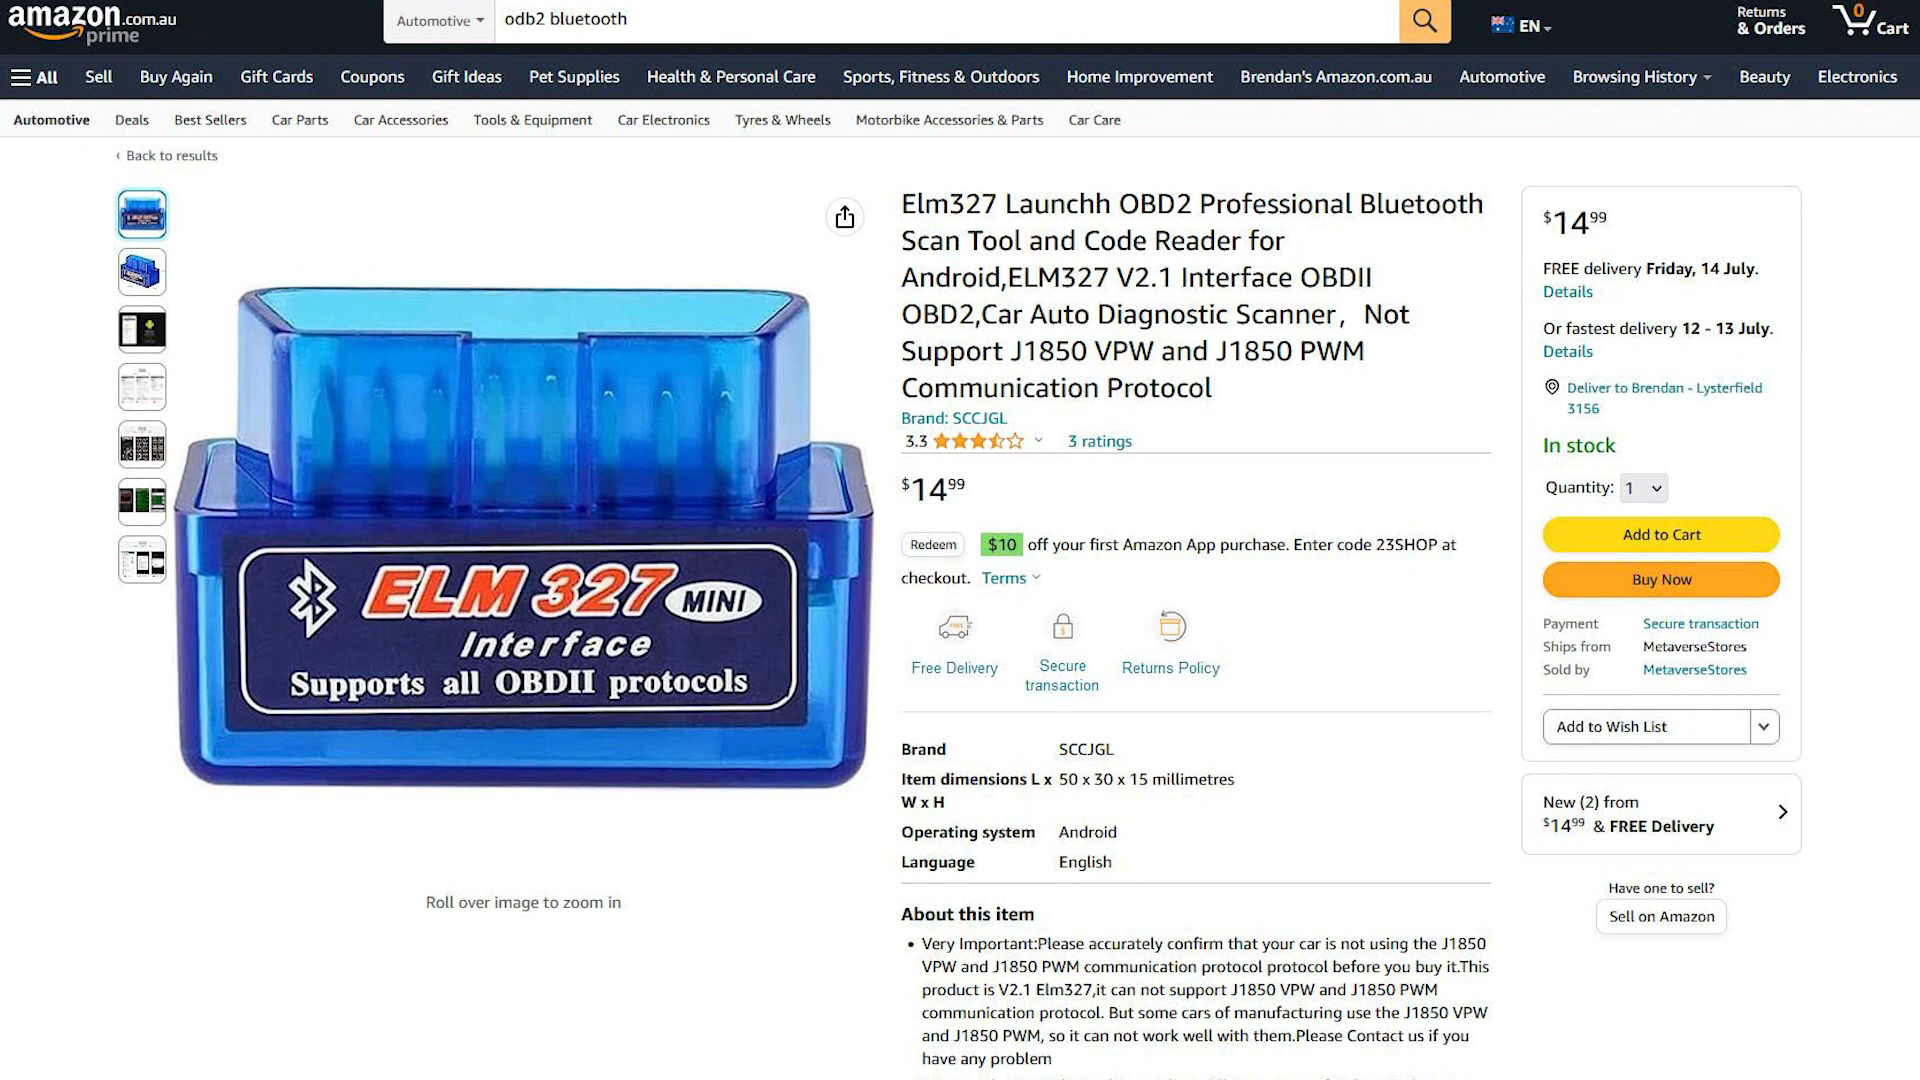 amazon.com.au
prime
Automotive
odb2 bluetooth
EN
Returns
& Orders
0
Cart
All
Sell
Buy Again
Gift Cards
Coupons
Gift Ideas
Pet Supplies
Health & Personal Care
Sports, Fitness & Outdoors
Home Improvement
Brendan's Amazon.com.au
Automotive
Browsing History
Beauty
Electronics
Automotive
Deals
Best Sellers
Car Parts
Car Accessories
Tools & Equipment
Car Electronics
Tyres & Wheels
Motorbike Accessories & Parts
Car Care
‹ Back to results
ELM 327 MINI
Interface
Supports all OBDII protocols
Roll over image to zoom in
Elm327 Launchh OBD2 Professional Bluetooth
Scan Tool and Code Reader for
Android,ELM327 V2.1 Interface OBDII
OBD2,Car Auto Diagnostic Scanner，Not
Support J1850 VPW and J1850 PWM
Communication Protocol
Brand: SCCJGL
3.3
3 ratings
$14 99
Redeem $10 off your first Amazon App purchase. Enter code 23SHOP at
checkout. Terms
FREE
Free Delivery
Secure
transaction
Returns Policy
Brand SCCJGL
Item dimensions L x 50 x 30 x 15 millimetres
W x H
Operating system Android
Language English
About this item
• Very Important:Please accurately confirm that your car is not using the J1850
VPW and J1850 PWM communication protocol protocol before you buy it.This
product is V2.1 Elm327,it can not support J1850 VPW and J1850 PWM
communication protocol. But some cars of manufacturing use the J1850 VPW
and J1850 PWM, so it can not work well with them.Please Contact us if you
have any problem
$14 99
FREE delivery Friday, 14 July.
Details
Or fastest delivery 12 - 13 July.
Details
Deliver to Brendan - Lysterfield
3156
In stock
Quantity: 1
Add to Cart
Buy Now
Payment Secure transaction
Ships from MetaverseStores
Sold by MetaverseStores
Add to Wish List
New (2) from
$14 99 & FREE Delivery
Have one to sell?
Sell on Amazon